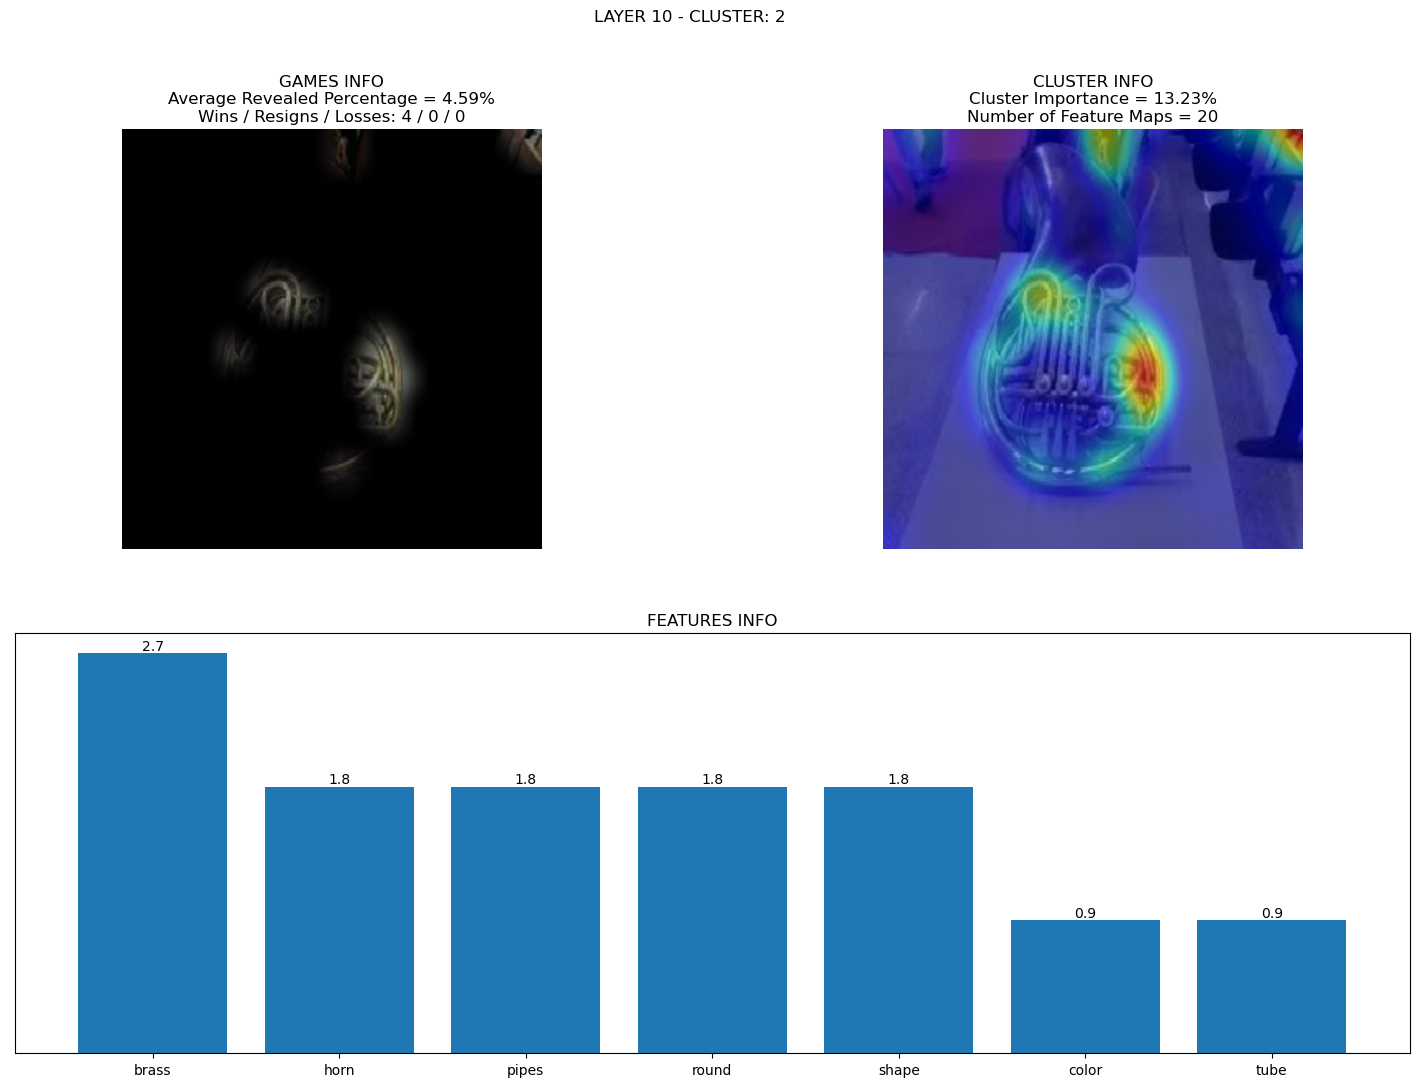 LAYER 10 - CLUSTER: 2
GAMES INFO
Average Revealed Percentage = 4.59%
Wins / Resigns / Losses: 4 / 0 / 0
CLUSTER INFO
Cluster Importance = 13.23%
Number of Feature Maps = 20
FEATURES INFO
2.7
1.8
1.8
1.8
1.8
0.9
0.9
brass
horn
pipes
round
shape
color
tube